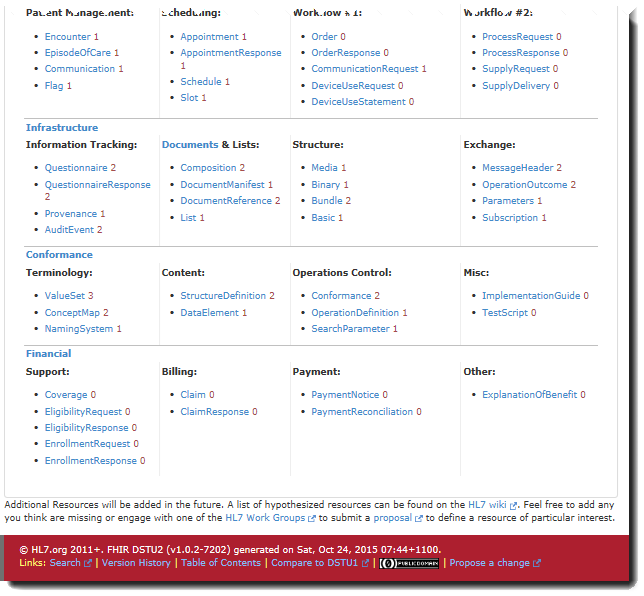 Patient Management:
Encounter 1
EpisodeOfCare 1
Communication 1
Flag 1
Scheduling:
Appointment 1
AppointmentResponse
1
Schedule 1
Slot 1
Workflow #1:
Order 0
OrderResponse 0
CommunicationRequest 1
DeviceUseRequest 0
DeviceUseStatement 0
Workflow #2:
ProcessRequest 0
ProcessResponse 0
SupplyRequest 0
SupplyDelivery 0
Infrastructure
Information Tracking:
Questionnaire 2
QuestionnaireResponse
2
Provenance 1
AuditEvent 2
Documents & Lists:
Composition 2
DocumentManifest 1
DocumentReference 2
List 1
Structure:
Media 1
Binary 1
Bundle 2
Basic 1
Exchange:
MessageHeader 2
OperationOutcome 2
Parameters 1
Subscription 1
Conformance
Terminology:
ValueSet 3
ConceptMap 2
NamingSystem 1
Content:
StructureDefinition 2
DataElement 1
Operations Control:
Conformance 2
OperationDefinition 1
SearchParameter 1
Misc:
ImplementationGuide 0
TestScript 0
Financial
Support:
Coverage 0
EligibilityRequest 0
EligibilityResponse 0
EnrollmentRequest 0
EnrollmentResponse 0
Billing:
Claim 0
ClaimResponse 0
Payment:
PaymentNotice 0
PaymentReconciliation 0
Other:
ExplanationOfBenefit 0
Additional Resources will be added in the future. A list of hypothesized resources can be found on the HL7 wiki. Feel free to add any
you think are missing or engage with one of the HL7 Work Groups to submit a proposal to define a resource of particular interest.
© HL7.org 2011+. FHIR DSTU2 (v1.0.2-7202) generated on Sat, Oct 24, 2015 07:44+1100.
Links: Search | Version History | Table of Contents | Compare to DSTU1 | PUBLIC DOMAIN | Propose a change